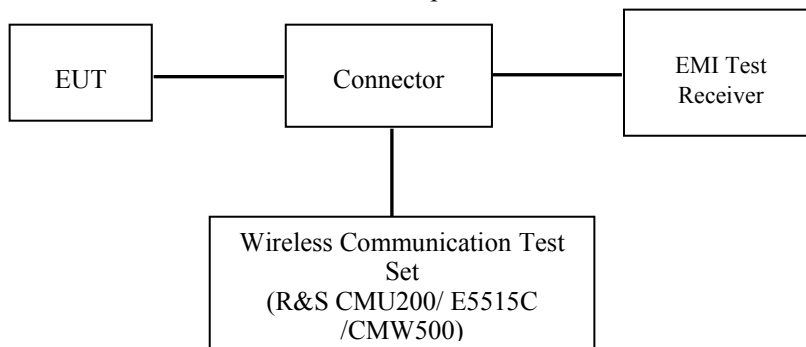 EUT
Connector
EMI Test
Receiver
Wireless Communication Test
Set
(R&S CMU200/ E5515C
/CMW500)